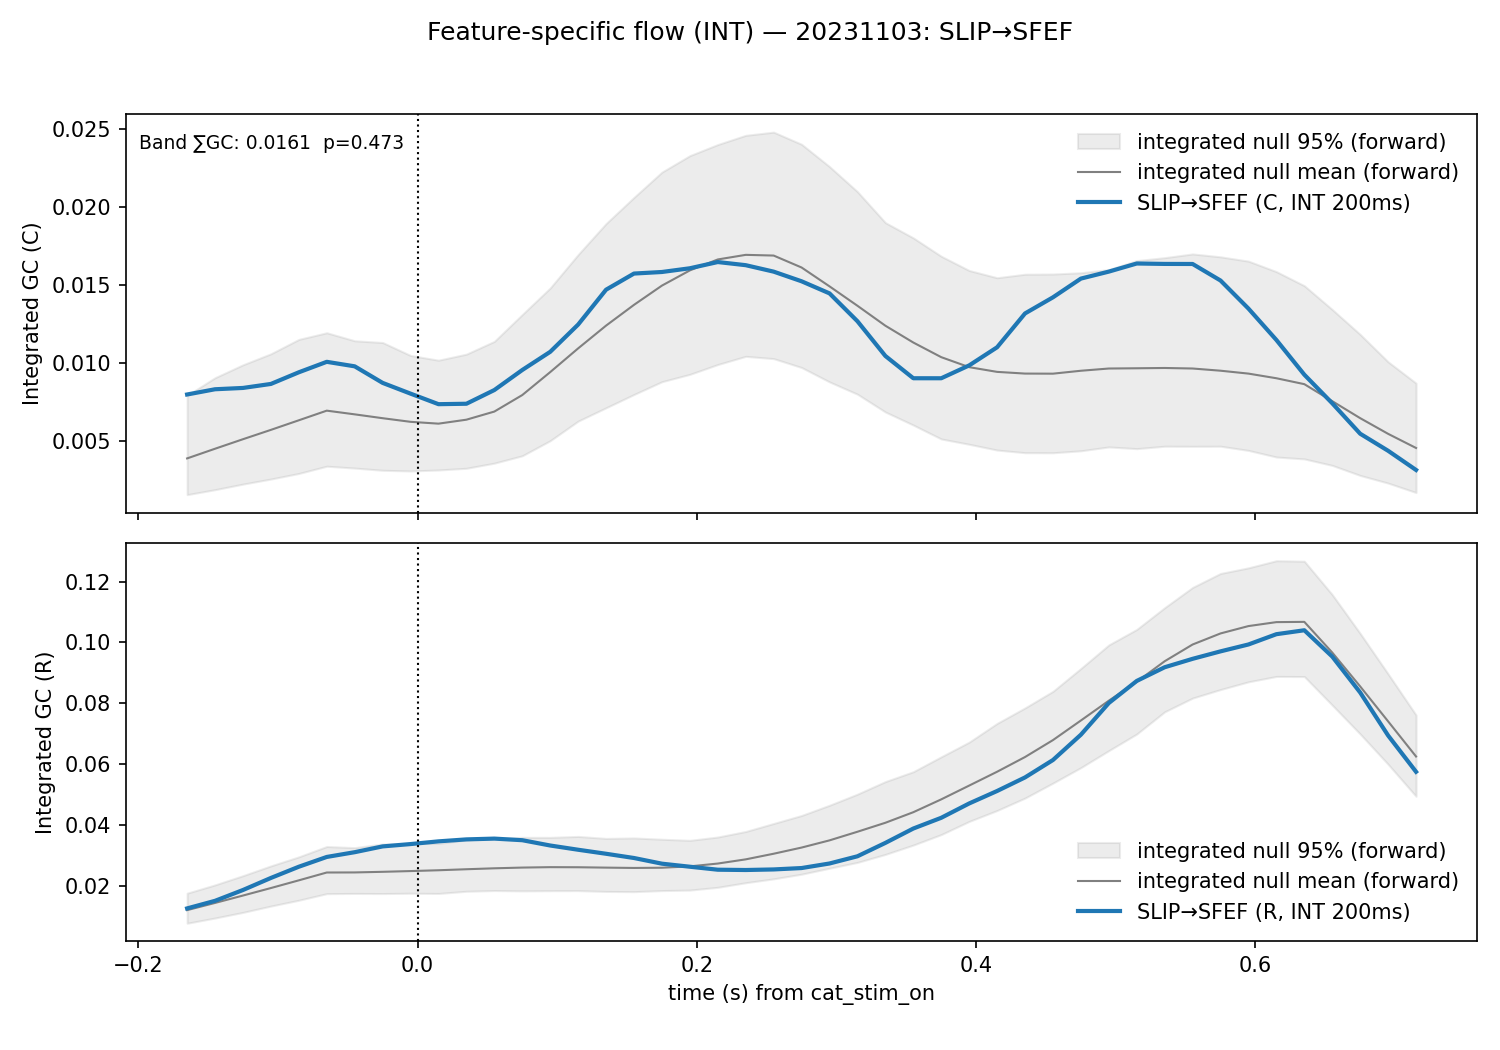 Feature-specific flow (INT) — 20231103: SLIP→SFEF
Band ∑GC: 0.0161  p=0.473
integrated null 95% (forward)
integrated null mean (forward)
SLIP→SFEF (C, INT 200ms)
Integrated GC (C)
0.025
0.020
0.015
0.010
0.005
Integrated GC (R)
0.12
0.10
0.08
0.06
0.04
0.02
integrated null 95% (forward)
integrated null mean (forward)
SLIP→SFEF (R, INT 200ms)
−0.2 0.0 0.2 0.4 0.6
time (s) from cat_stim_on